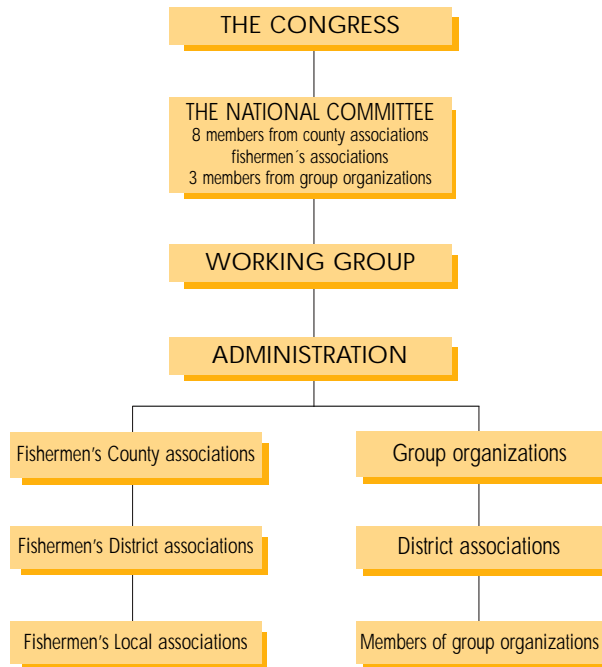 THE CONGRESS
THE NATIONAL COMMITTEE
8 members from county associations
fishermen´s associations
3 members from group organizations
WORKING GROUP
ADMINISTRATION
Fishermen's County associations
Group organizations
Fishermen's District associations
District associations
Fishermen's Local associations
Members of group organizations